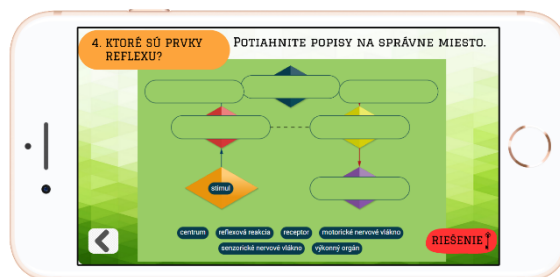 4. KTORÉ SÚ PRVKY
REFLEXU?
POTIAHNITE POPISY NA SPRÁVNE MIESTO.
stimul
centrum
reflexová reakcia
receptor
motorické nervové vlákno
senzorické nervové vlákno
výkonný orgán
RIEŠENIE